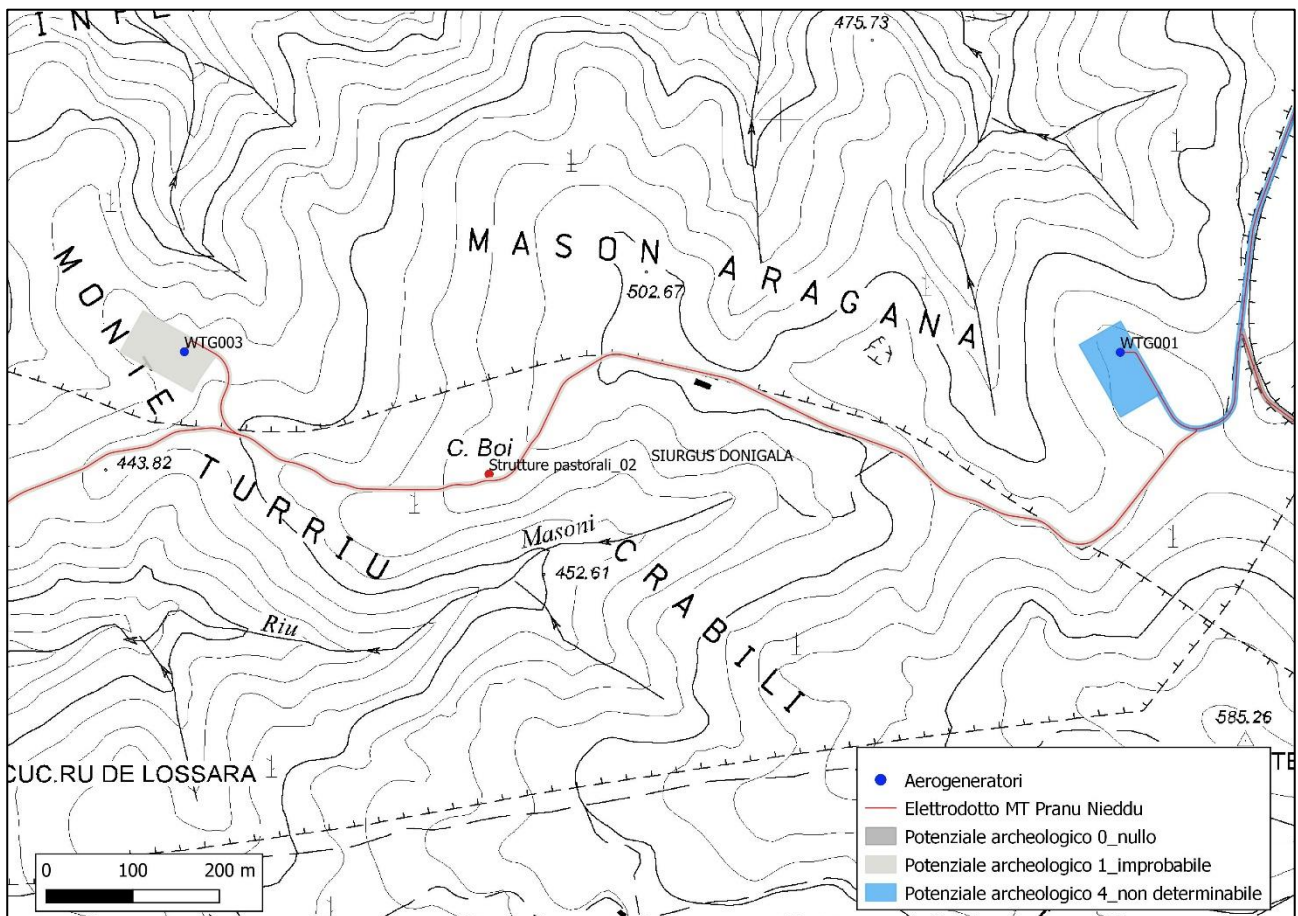 INFE
475.73
MASON ARAGANA
502.67
MONTE TURRIU
WTG003
WTG001
443.82
C. Boi
Strutture pastorali_02
SIURGUS DONIGALA
Masoni
CRABILI
452.61
Riu
585.26
CUC.RU DE LOSSARA
TE
Aerogeneratori
Elettrodotto MT Pranu Nieddu
Potenziale archeologico 0_nullo
Potenziale archeologico 1_improbabile
Potenziale archeologico 4_non determinabile
0 100 200 m